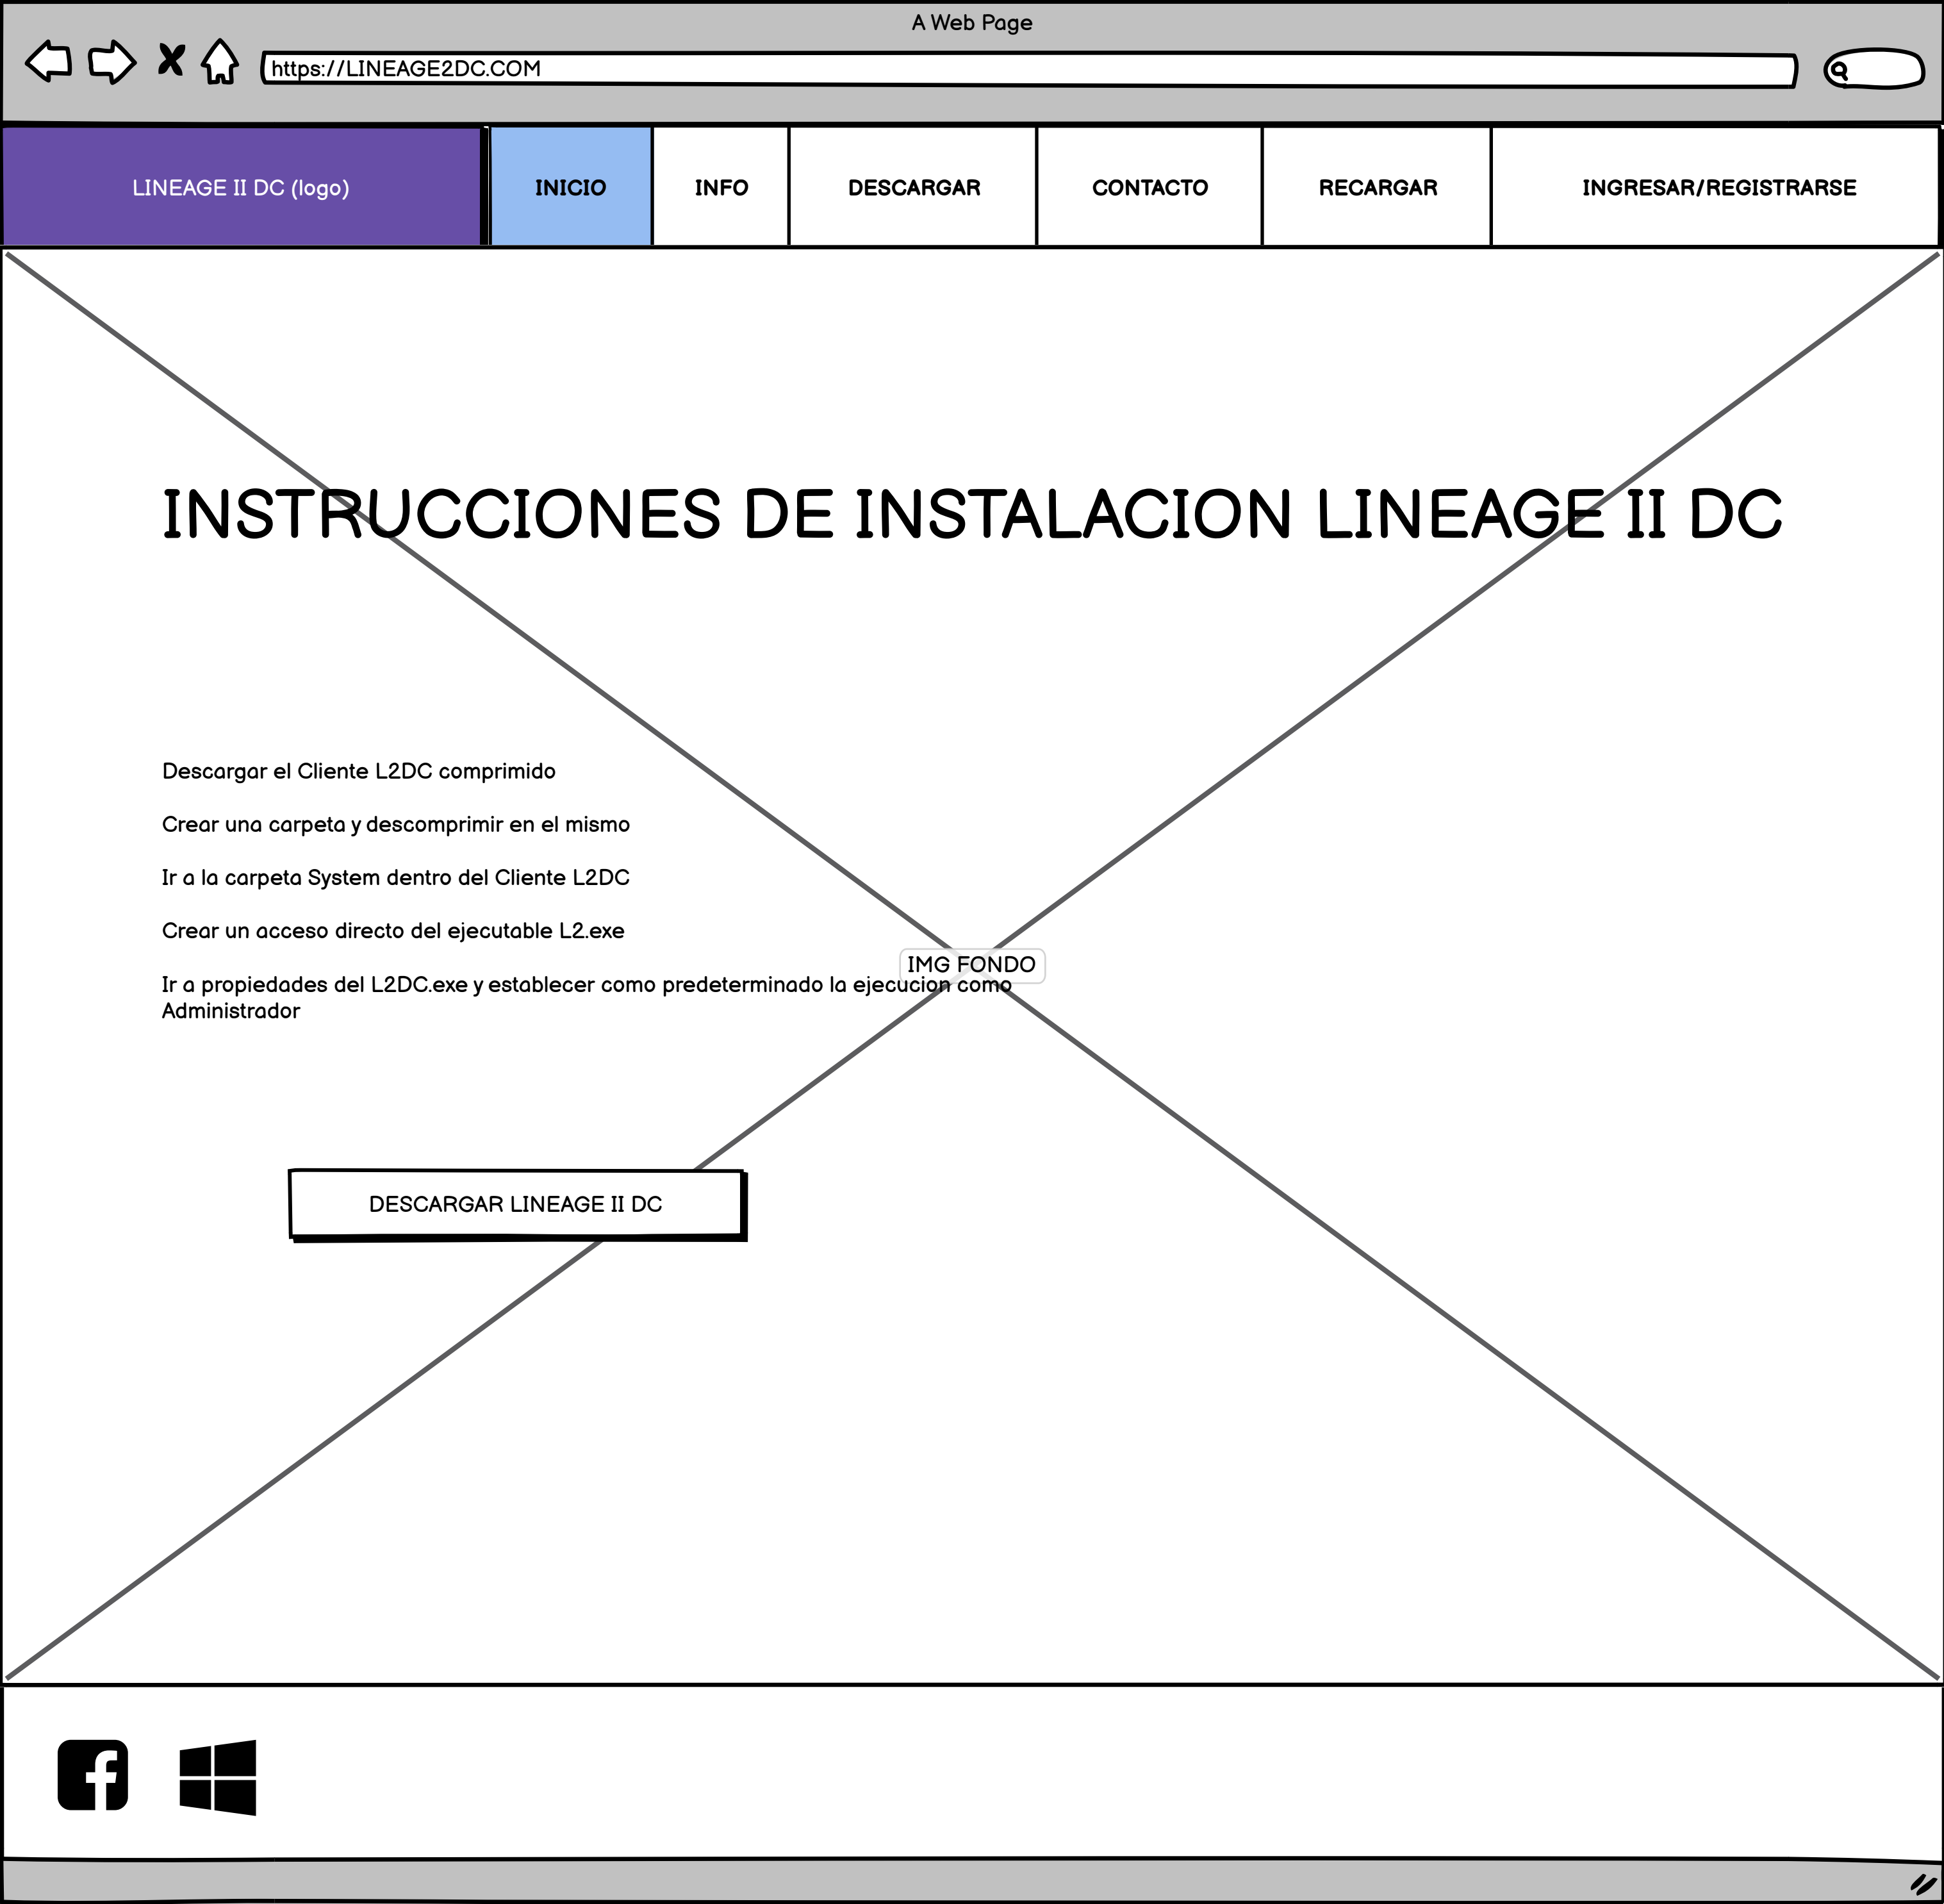 A Web Page
https://LINEAGE2DC.COM
LINEAGE II DC (logo)
INICIO
INFO
DESCARGAR
CONTACTO
RECARGAR
INGRESAR/REGISTRARSE
INSTRUCCIONES DE INSTALACION LINEAGE II DC
Descargar el Cliente L2DC comprimido
Crear una carpeta y descomprimir en el mismo
Ir a la carpeta System dentro del Cliente L2DC
Crear un acceso directo del ejecutable L2.exe
IMG FONDO
Ir a propiedades del L2DC.exe y establecer como predeterminado la ejecucion como
Administrador
DESCARGAR LINEAGE II DC